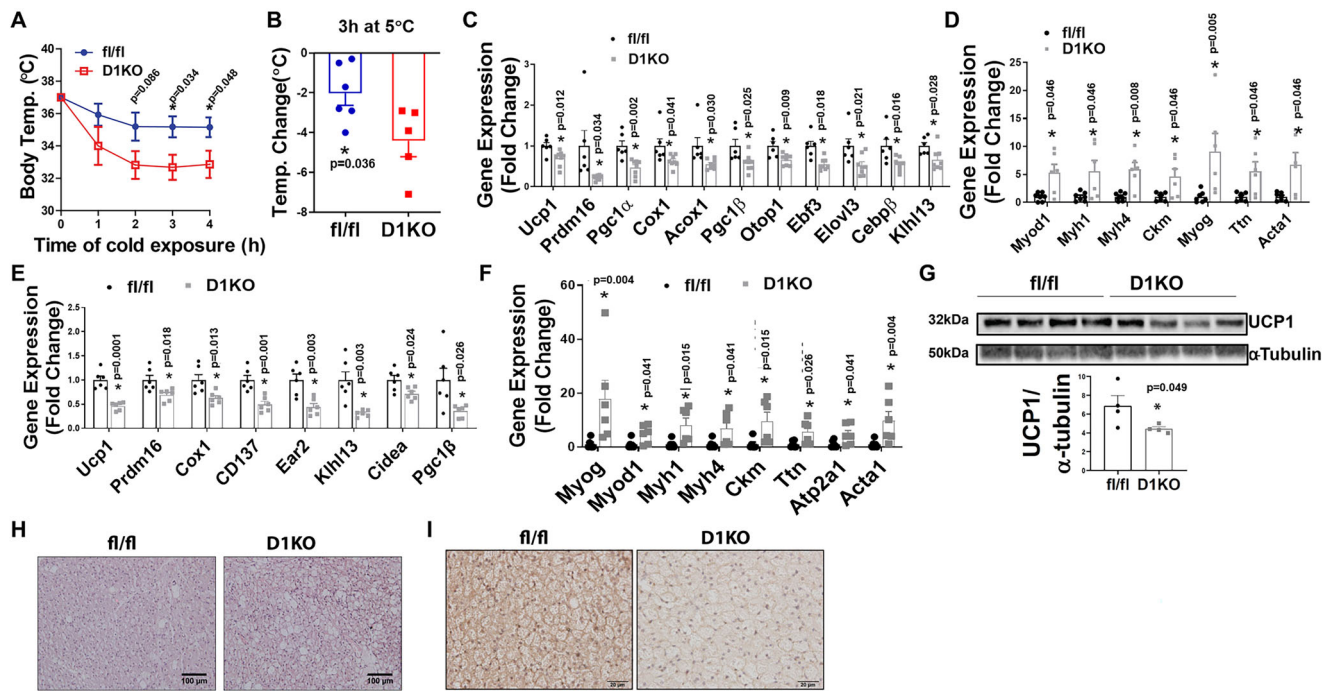 A
fl/fl
D1KO
p=0.086
*p=0.034
*p=0.048
Body Temp. (°C)
38
36
34
32
30
0 1 2 3 4
Time of cold exposure (h)
B
3h at 5°C
Temp. Change(°C)
2
0
-2
-4
-6
-8
*
p=0.036
fl/fl D1KO
C
fl/fl
D1KO
Gene Expression
(Fold Change)
3
2
1
0
* p=0.012
* p=0.034
* p=0.002
* p=0.041
* p=0.030
* p=0.025
* p=0.009
* p=0.018
* p=0.021
* p=0.016
* p=0.028
Ucp1
Prdm16
Pgc1α
Cox1
Acox1
Pgc1β
Otop1
Ebf3
Elovl3
Cebpβ
Klhl13
D
fl/fl
D1KO
Gene Expression
(Fold Change)
25
20
15
10
5
0
* p=0.046
* p=0.046
* p=0.008
* p=0.046
* p=0.005
* p=0.046
* p=0.046
Myod1
Myh1
Myh4
Ckm
Myog
Ttn
Acta1
E
fl/fl
D1KO
Gene Expression
(Fold Change)
2.5
2.0
1.5
1.0
0.5
0.0
* p=0.0001
* p=0.018
* p=0.013
* p=0.001
* p=0.003
* p=0.003
* p=0.024
* p=0.026
Ucp1
Prdm16
Cox1
CD137
Ear2
Klhl13
Cidea
Pgc1β
F
fl/fl
D1KO
Gene Expression
(Fold Change)
60
40
20
0
p=0.004
*
* p=0.041
* p=0.015
* p=0.041
* p=0.015
* p=0.026
* p=0.041
* p=0.004
Myog
Myod1
Myh1
Myh4
Ckm
Ttn
Atp2a1
Acta1
G
fl/fl D1KO
32kDa UCP1
50kDa α-Tubulin
UCP1/
α-tubulin
10
8
6
4
2
0
p=0.049
*
fl/fl D1KO
H
fl/fl D1KO
100 µm 100 µm
I
fl/fl D1KO
20 µm 20 µm